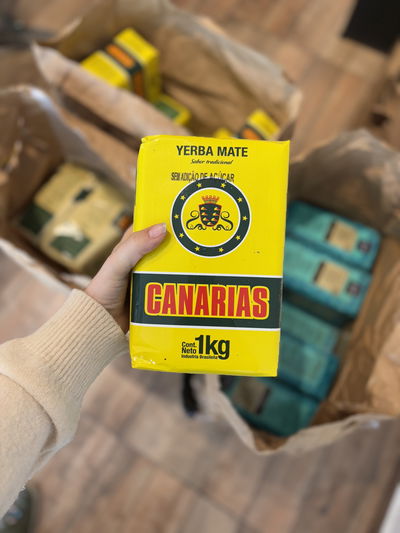 YERBA MATE
Sabor tradicional
SEM ADIÇÃO DE AÇÚCAR
CANARIAS
Cont. Neto 1kg
Industria Brasileira